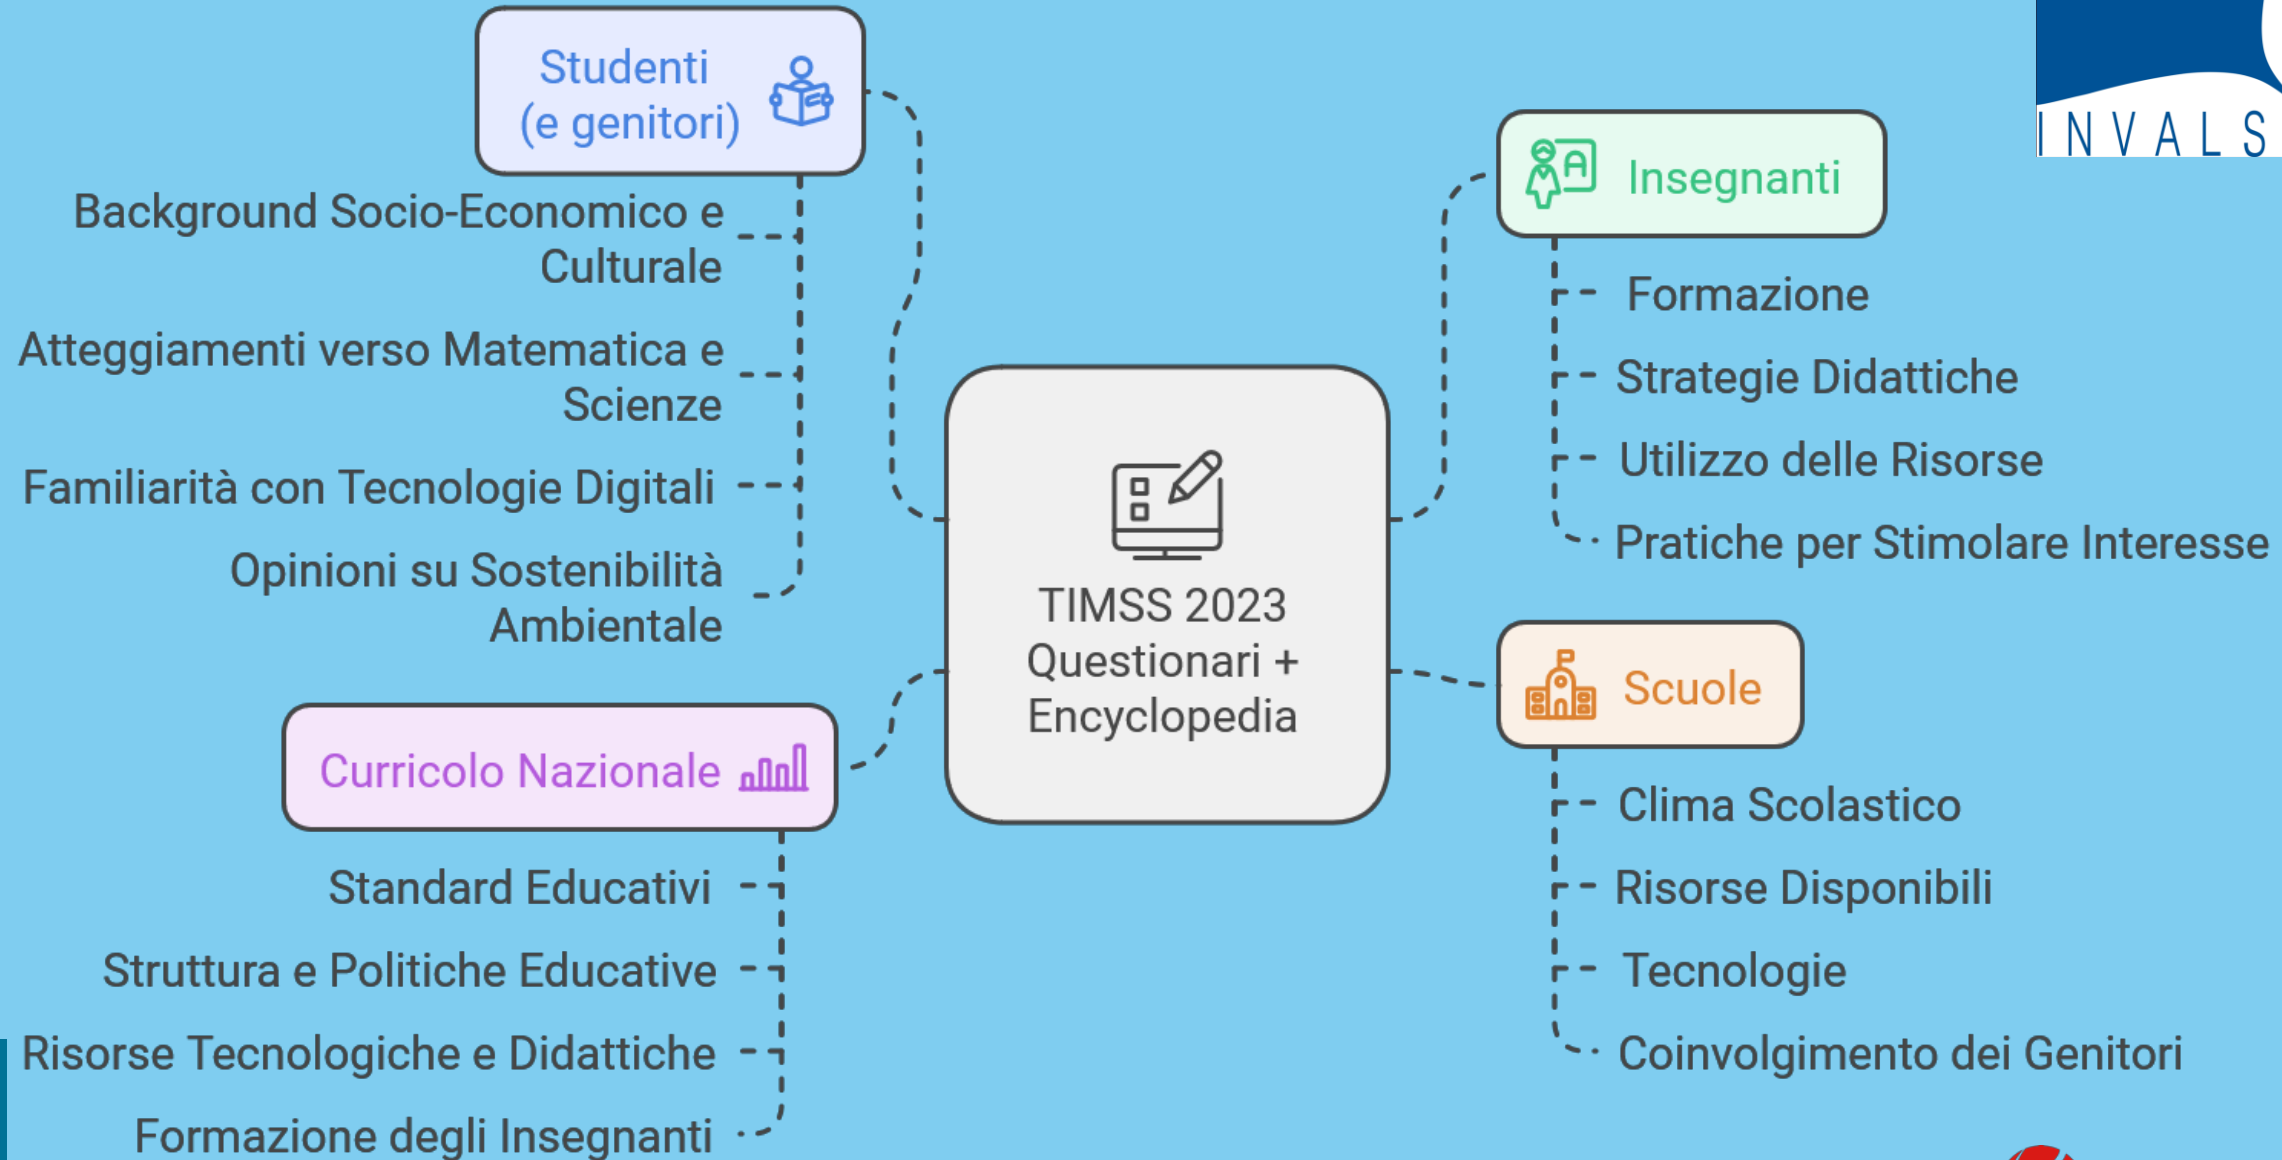 Studenti
(e genitori)
Background Socio-Economico e
Culturale
Atteggiamenti verso Matematica e
Scienze
Familiarità con Tecnologie Digitali
Opinioni su Sostenibilità
Ambientale
Curricolo Nazionale
Standard Educativi
Struttura e Politiche Educative
Risorse Tecnologiche e Didattiche
Formazione degli Insegnanti
TIMSS 2023
Questionari +
Encyclopedia
INVALS
Insegnanti
A
Formazione
Strategie Didattiche
Utilizzo delle Risorse
Pratiche per Stimolare Interesse
Scuole
Clima Scolastico
Risorse Disponibili
Tecnologie
Coinvolgimento dei Genitori